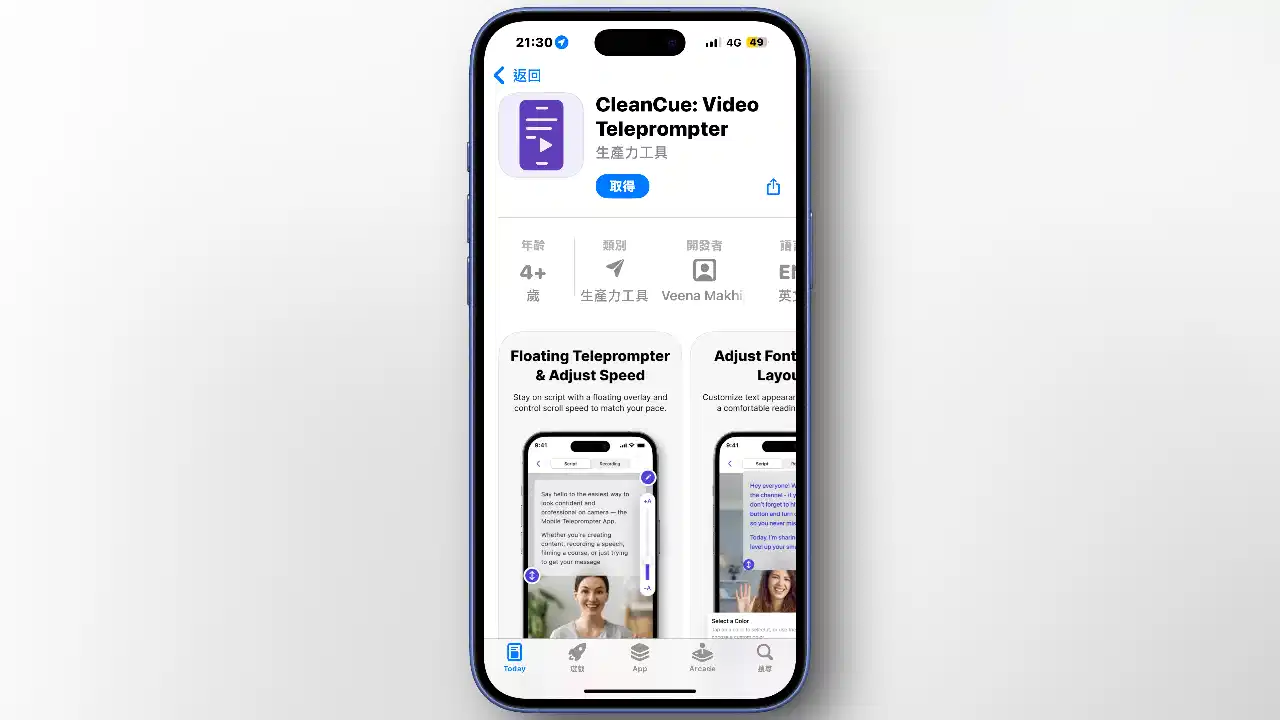 21:30
4G
49
返回
CleanCue: Video
Teleprompter
生產力工具
取得
年齡
4+
歲
類別
生產力工具
開發者
Veena Makhi
英
Floating Teleprompter
& Adjust Speed
Stay on script with a floating overlay and
control scroll speed to match your pace.
9:41
Script
Recording
+A
Say hello to the easiest way to
look confident and
professional on camera — the
Mobile Teleprompter App.
Whether you're creating
content, recording a speech,
filming a course, or just trying
to get your message
-A
Adjust Font
Layou
Customize text appearan
a comfortable readin
9:41
Script
Hey everyone! W
the channel - if y
don't forget to hi
button and turn o
so you never mis
Today, I'm sharin
level up your sma
Select a Color
Today
遊戲
App
Arcade
搜尋